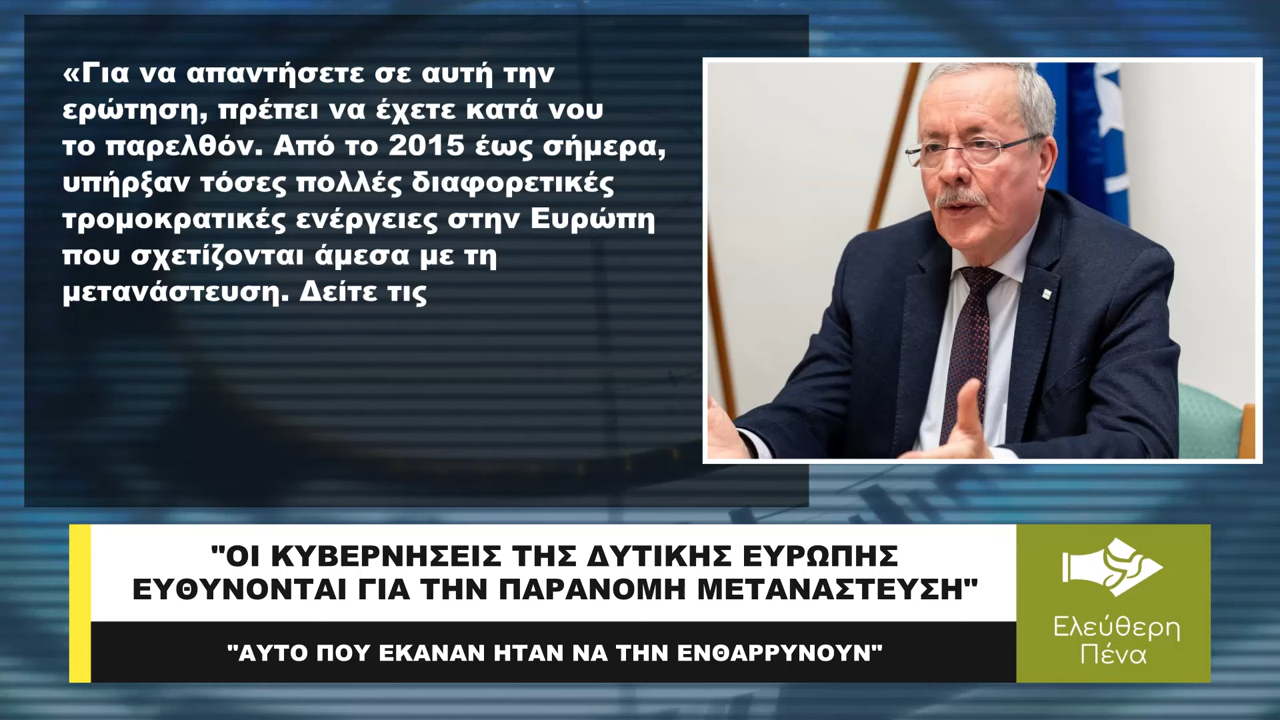 «Για να απαντήσετε σε αυτή την
ερώτηση, πρέπει να έχετε κατά νου
το παρελθόν. Από το 2015 έως σήμερα,
υπήρξαν τόσες πολλές διαφορετικές
τρομοκρατικές ενέργειες στην Ευρώπη
που σχετίζονται άμεσα με τη
μετανάστευση. Δείτε τις
"ΟΙ ΚΥΒΕΡΝΗΣΕΙΣ ΤΗΣ ΔΥΤΙΚΗΣ ΕΥΡΩΠΗΣ
ΕΥΘΥΝΟΝΤΑΙ ΓΙΑ ΤΗΝ ΠΑΡΑΝΟΜΗ ΜΕΤΑΝΑΣΤΕΥΣΗ"
"ΑΥΤΟ ΠΟΥ ΕΚΑΝΑΝ ΗΤΑΝ ΝΑ ΤΗΝ ΕΝΘΑΡΡΥΝΟΥΝ"
Ελεύθερη
Πένα